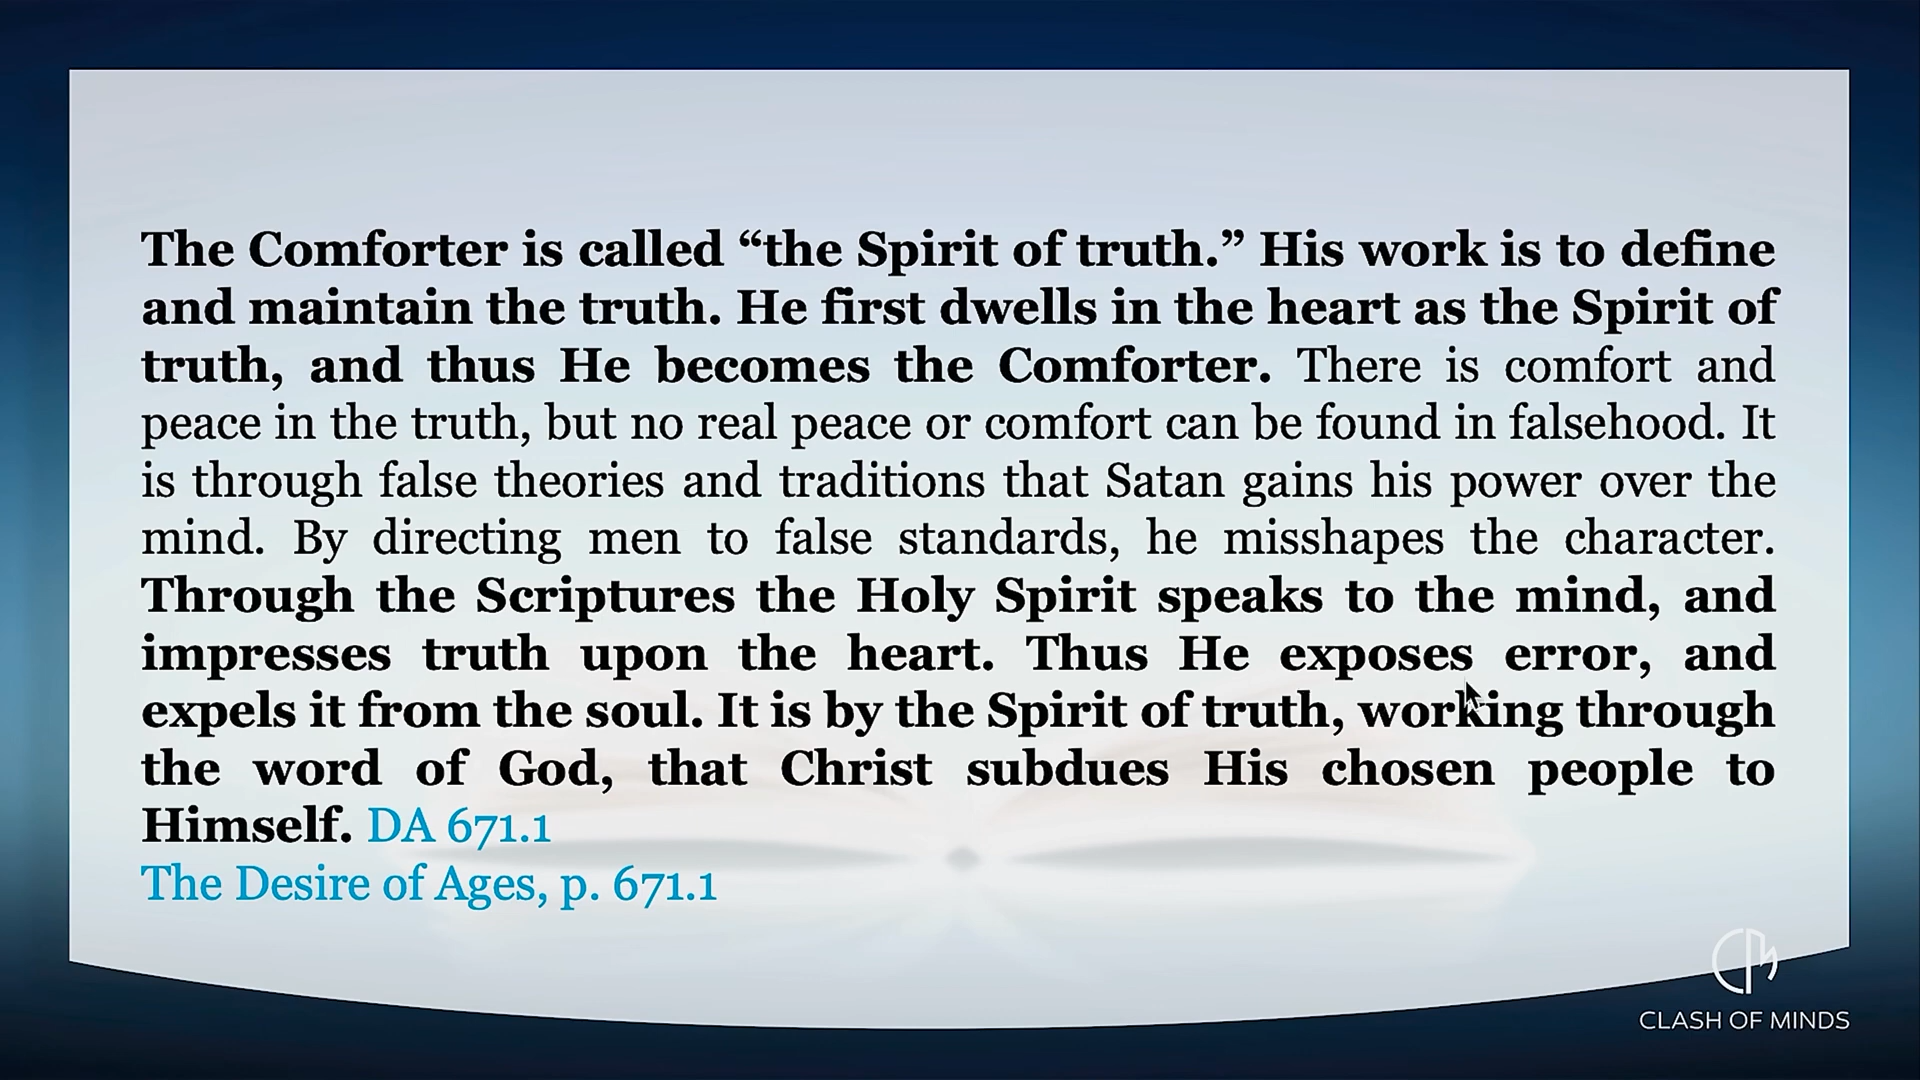 The Comforter is called “the Spirit of truth.” His work is to define
and maintain the truth. He first dwells in the heart as the Spirit of
truth, and thus He becomes the Comforter. There is comfort and
peace in the truth, but no real peace or comfort can be found in falsehood. It
is through false theories and traditions that Satan gains his power over the
mind. By directing men to false standards, he misshapes the character.
Through the Scriptures the Holy Spirit speaks to the mind, and
impresses truth upon the heart. Thus He exposes error, and
expels it from the soul. It is by the Spirit of truth, working through
the word of God, that Christ subdues His chosen people to
Himself. DA 671.1
The Desire of Ages, p. 671.1
CLASH OF MINDS